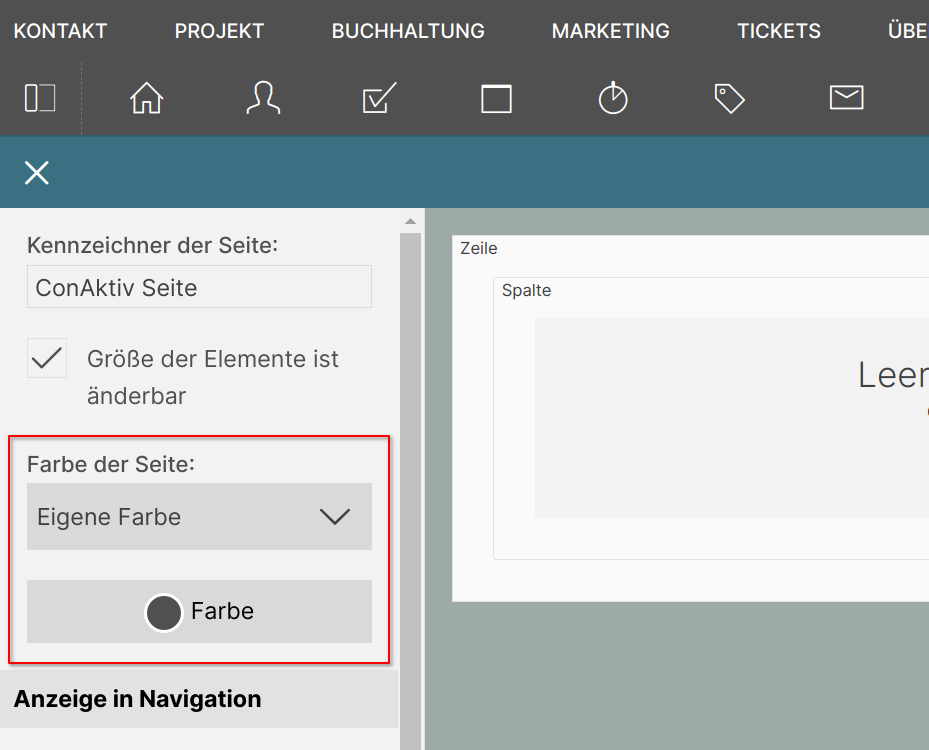 KONTAKT PROJEKT BUCHHALTUNG MARKETING TICKETS ÜBE
Kennzeichner der Seite:
ConAktiv Seite
Größe der Elemente ist
änderbar
Farbe der Seite:
Eigene Farbe
Farbe
Anzeige in Navigation
Zeile
Spalte
Leer